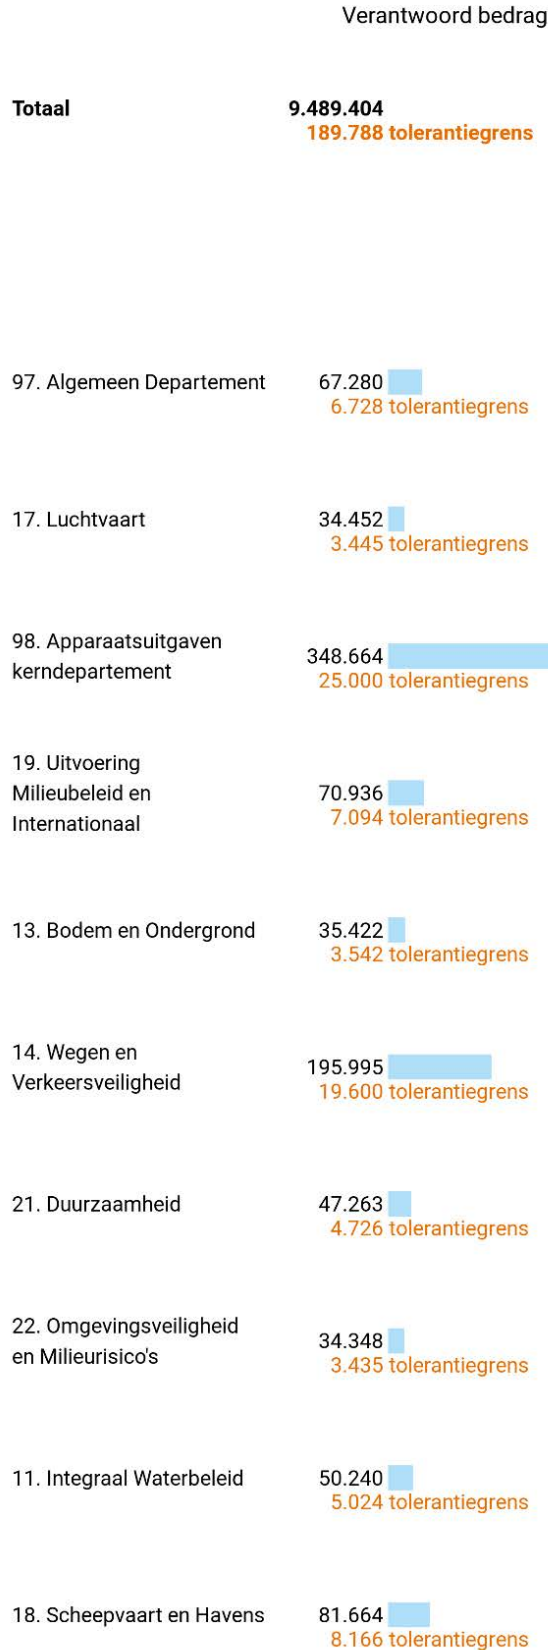 Verantwoord bedrag
Totaal 9.489.404
189.788 tolerantiegrens
97. Algemeen Departement 67.280
6.728 tolerantiegrens
17. Luchtvaart 34.452
3.445 tolerantiegrens
98. Apparaatsuitgaven
kerndepartement
348.664
25.000 tolerantiegrens
19. Uitvoering
Milieubeleid en
Internationaal
70.936
7.094 tolerantiegrens
13. Bodem en Ondergrond 35.422
3.542 tolerantiegrens
14. Wegen en
Verkeersveiligheid
195.995
19.600 tolerantiegrens
21. Duurzaamheid 47.263
4.726 tolerantiegrens
22. Omgevingsveiligheid
en Milieurisico's
34.348
3.435 tolerantiegrens
11. Integraal Waterbeleid 50.240
5.024 tolerantiegrens
18. Scheepvaart en Havens 81.664
8.166 tolerantiegrens